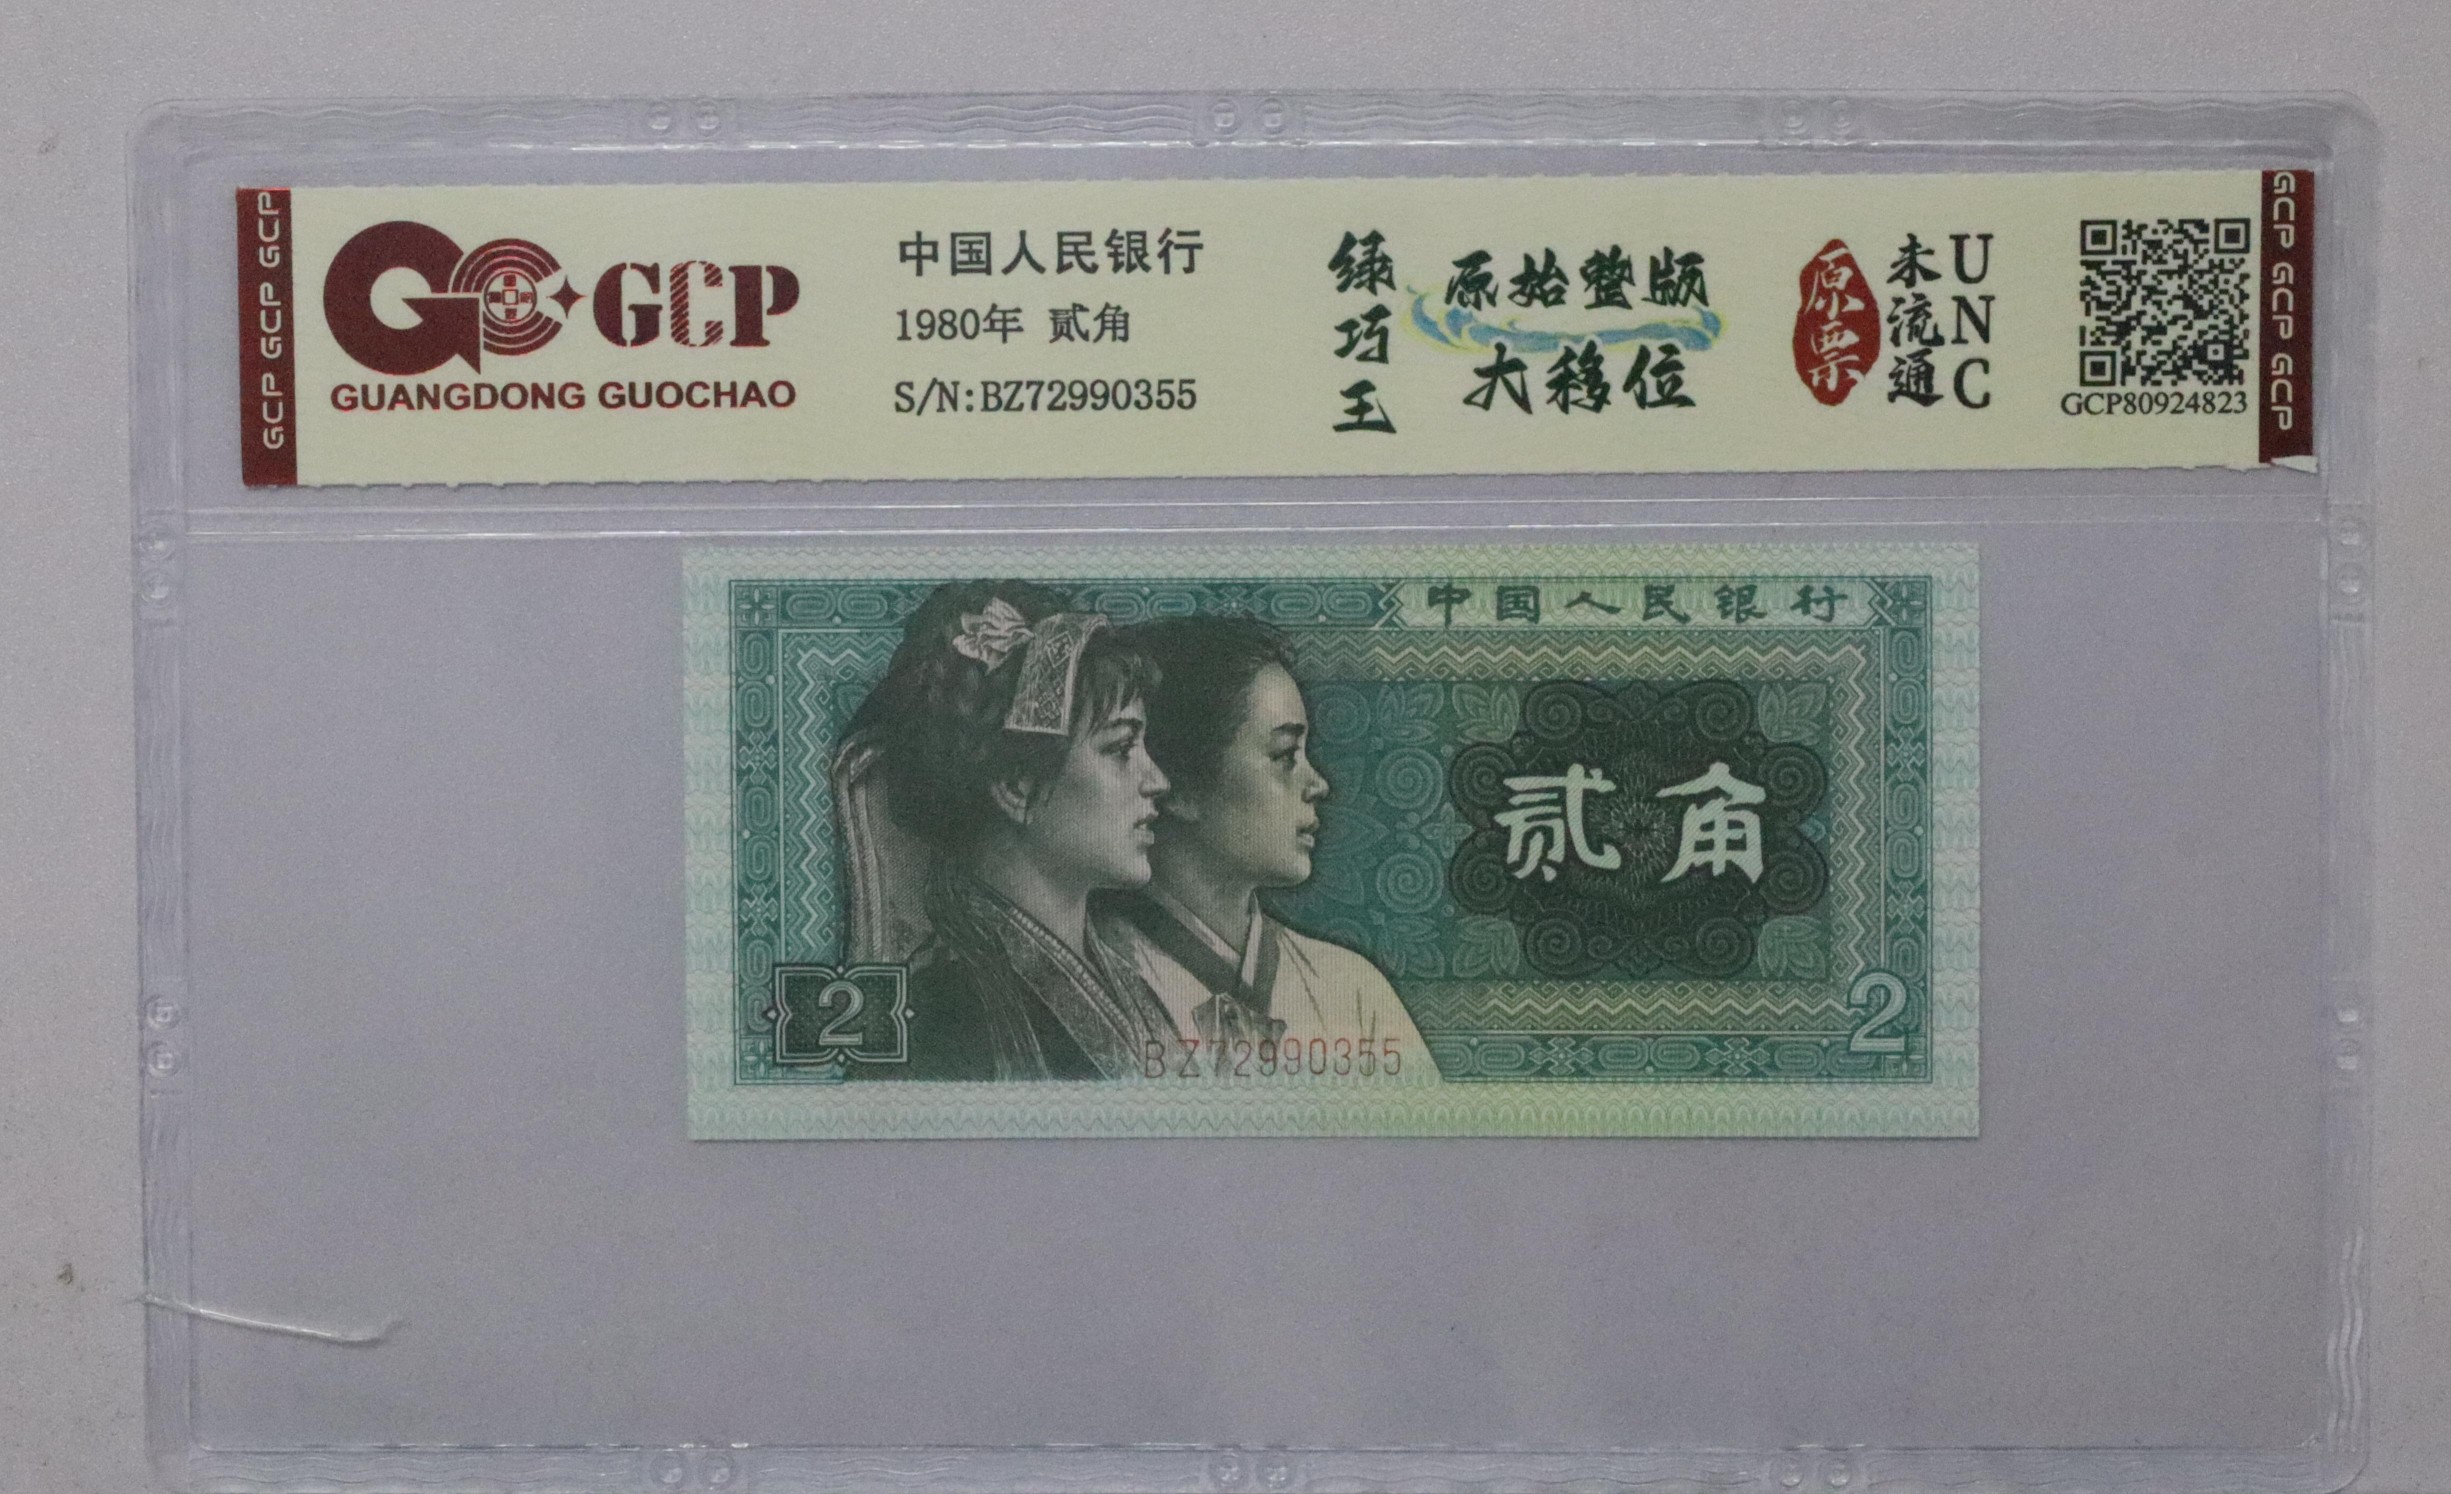 GCP GCP GCP
GCP
GUANGDONG GUOCHAO
中国人民银行
1980年 贰角
S/N:BZ72990355
绿巧王
原始整版
大移位
原票
未流通
UNC
GCP80924823
GCP GCP GCP
中国人民银行
贰角
2
2
BZ72990355